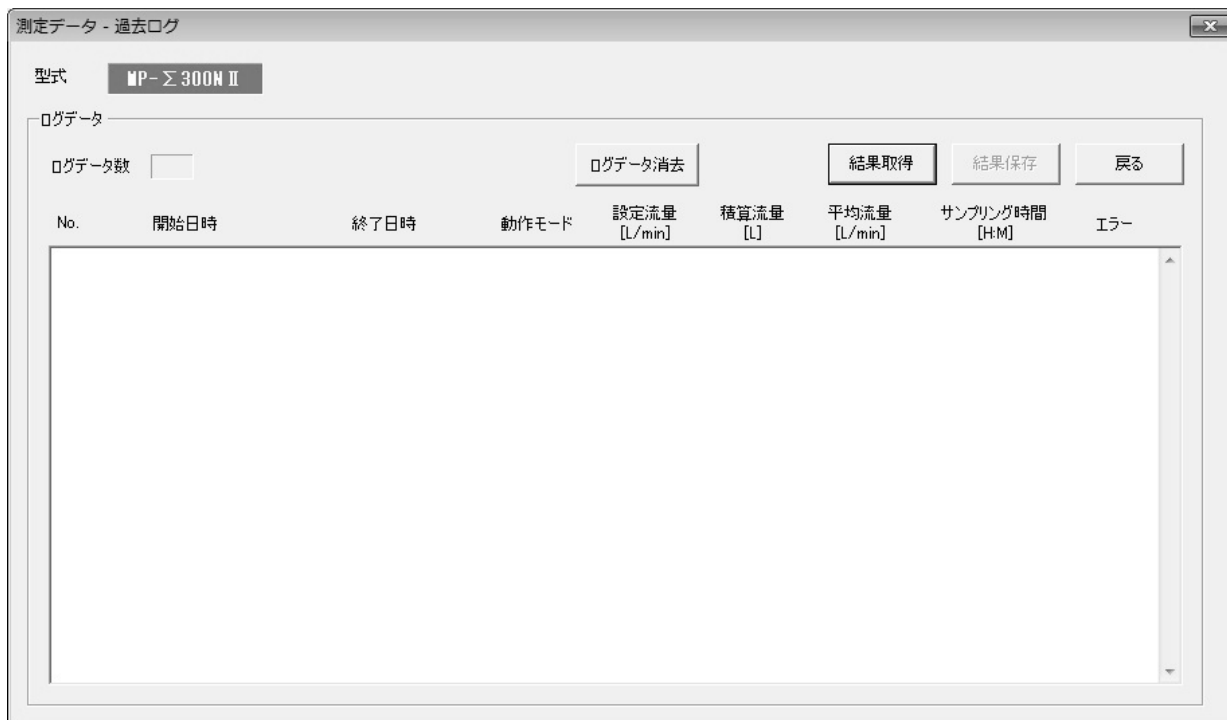 測定データ - 過去ログ
型式 MP-Σ300NⅡ
ログデータ
ログデータ数 ログデータ消去 結果取得 結果保存 戻る
No. 開始日時 終了日時 動作モード 設定流量 [L/min] 積算流量 [L] 平均流量 [L/min] サンプリング時間 [H:M] エラー